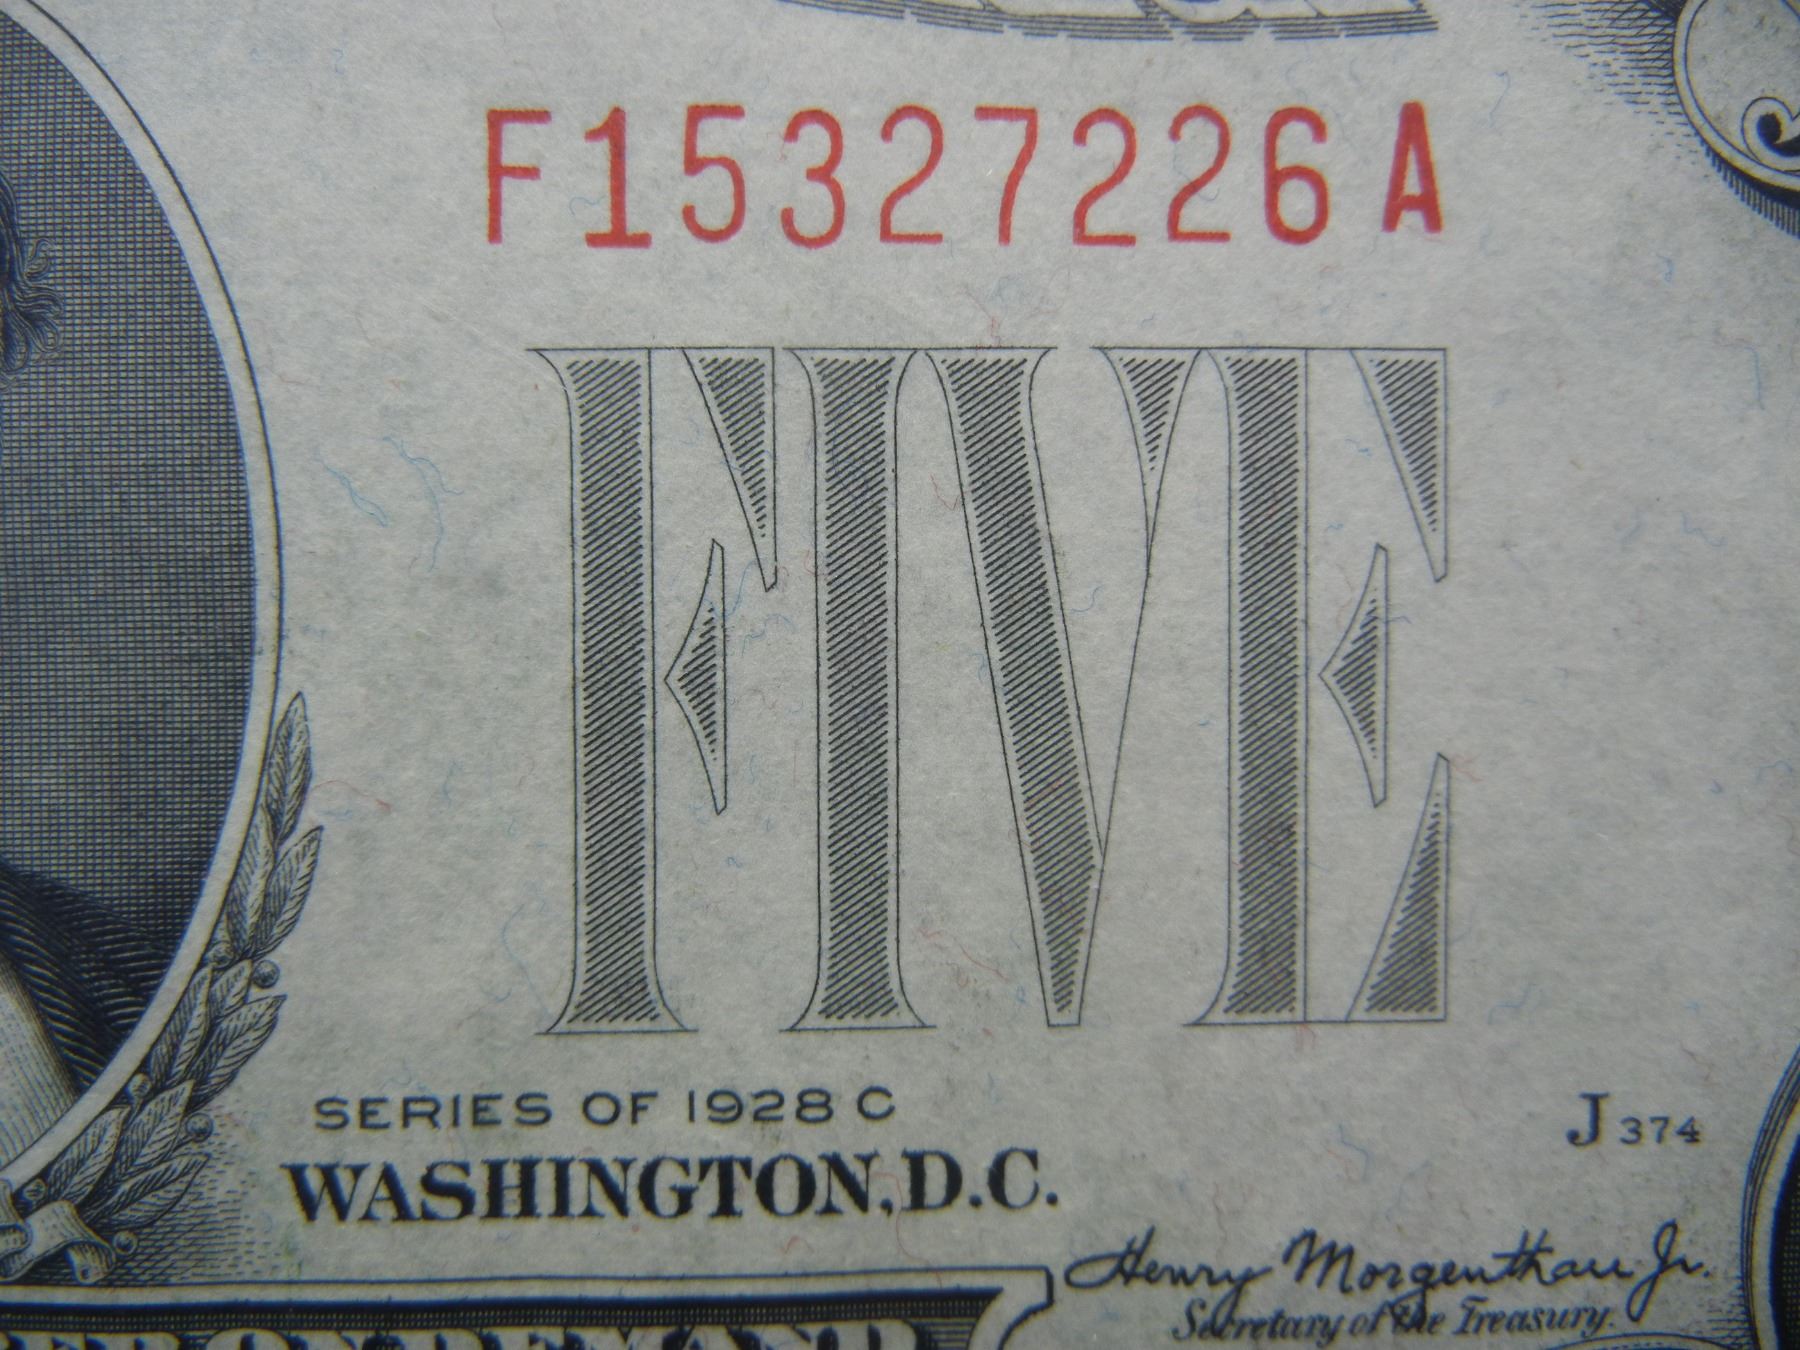 F15327226A
FIVE
SERIES OF 1928 C
J 374
WASHINGTON, D.C.
Henry Morgenthau Jr.
Secretary of the Treasury.